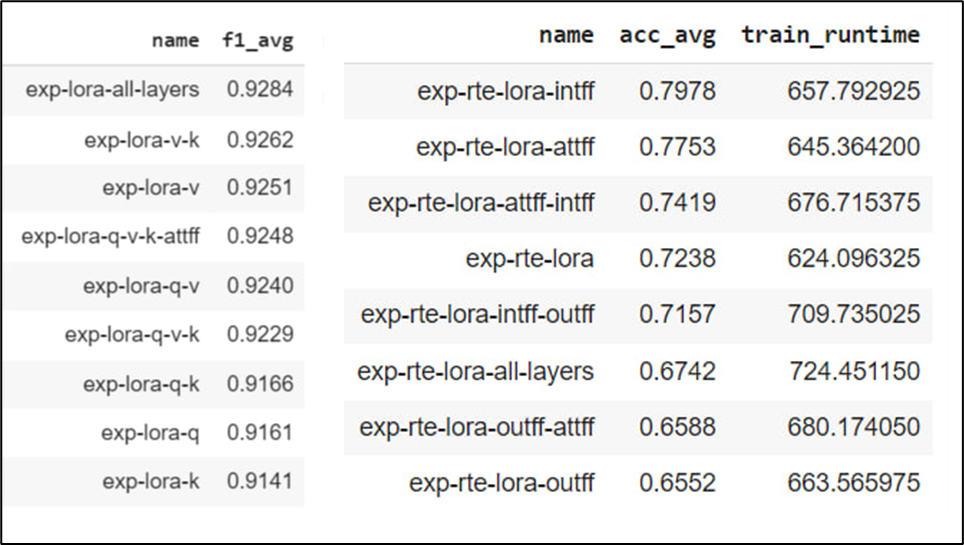 name f1_avg
exp-lora-all-layers 0.9284
exp-lora-v-k 0.9262
exp-lora-v 0.9251
exp-lora-q-v-k-attff 0.9248
exp-lora-q-v 0.9240
exp-lora-q-v-k 0.9229
exp-lora-q-k 0.9166
exp-lora-q 0.9161
exp-lora-k 0.9141
name acc_avg train_runtime
exp-rte-lora-intff 0.7978 657.792925
exp-rte-lora-attff 0.7753 645.364200
exp-rte-lora-attff-intff 0.7419 676.715375
exp-rte-lora 0.7238 624.096325
exp-rte-lora-intff-outff 0.7157 709.735025
exp-rte-lora-all-layers 0.6742 724.451150
exp-rte-lora-outff-attff 0.6588 680.174050
exp-rte-lora-outff 0.6552 663.565975